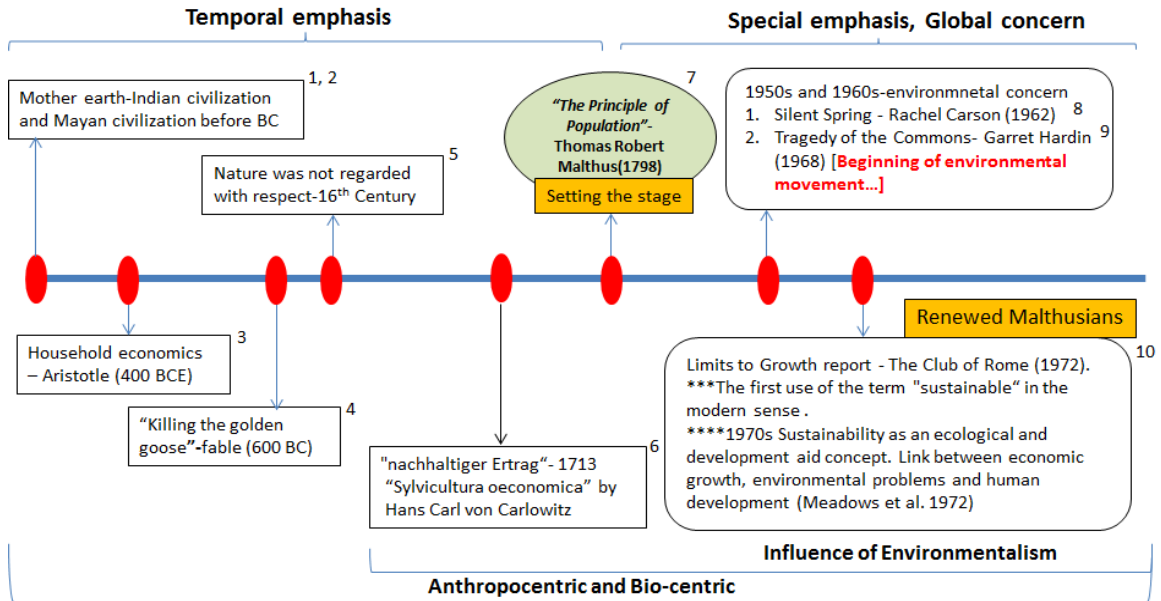 Temporal emphasis
Special emphasis, Global concern
1, 2
Mother earth-Indian civilization
and Mayan civilization before BC
5
Nature was not regarded
with respect-16th Century
7
“The Principle of
Population”-
Thomas Robert
Malthus(1798)
Setting the stage
1950s and 1960s-environmnetal concern
1. Silent Spring - Rachel Carson (1962) 8
2. Tragedy of the Commons- Garret Hardin 9
(1968) [Beginning of environmental
movement...]
3
Household economics
– Aristotle (400 BCE)
4
“Killing the golden
goose”-fable (600 BC)
6
"nachhaltiger Ertrag“- 1713
“Sylvicultura oeconomica” by
Hans Carl von Carlowitz
Renewed Malthusians
10
Limits to Growth report - The Club of Rome (1972).
***The first use of the term "sustainable“ in the
modern sense .
****1970s Sustainability as an ecological and
development aid concept. Link between economic
growth, environmental problems and human
development (Meadows et al. 1972)
Influence of Environmentalism
Anthropocentric and Bio-centric